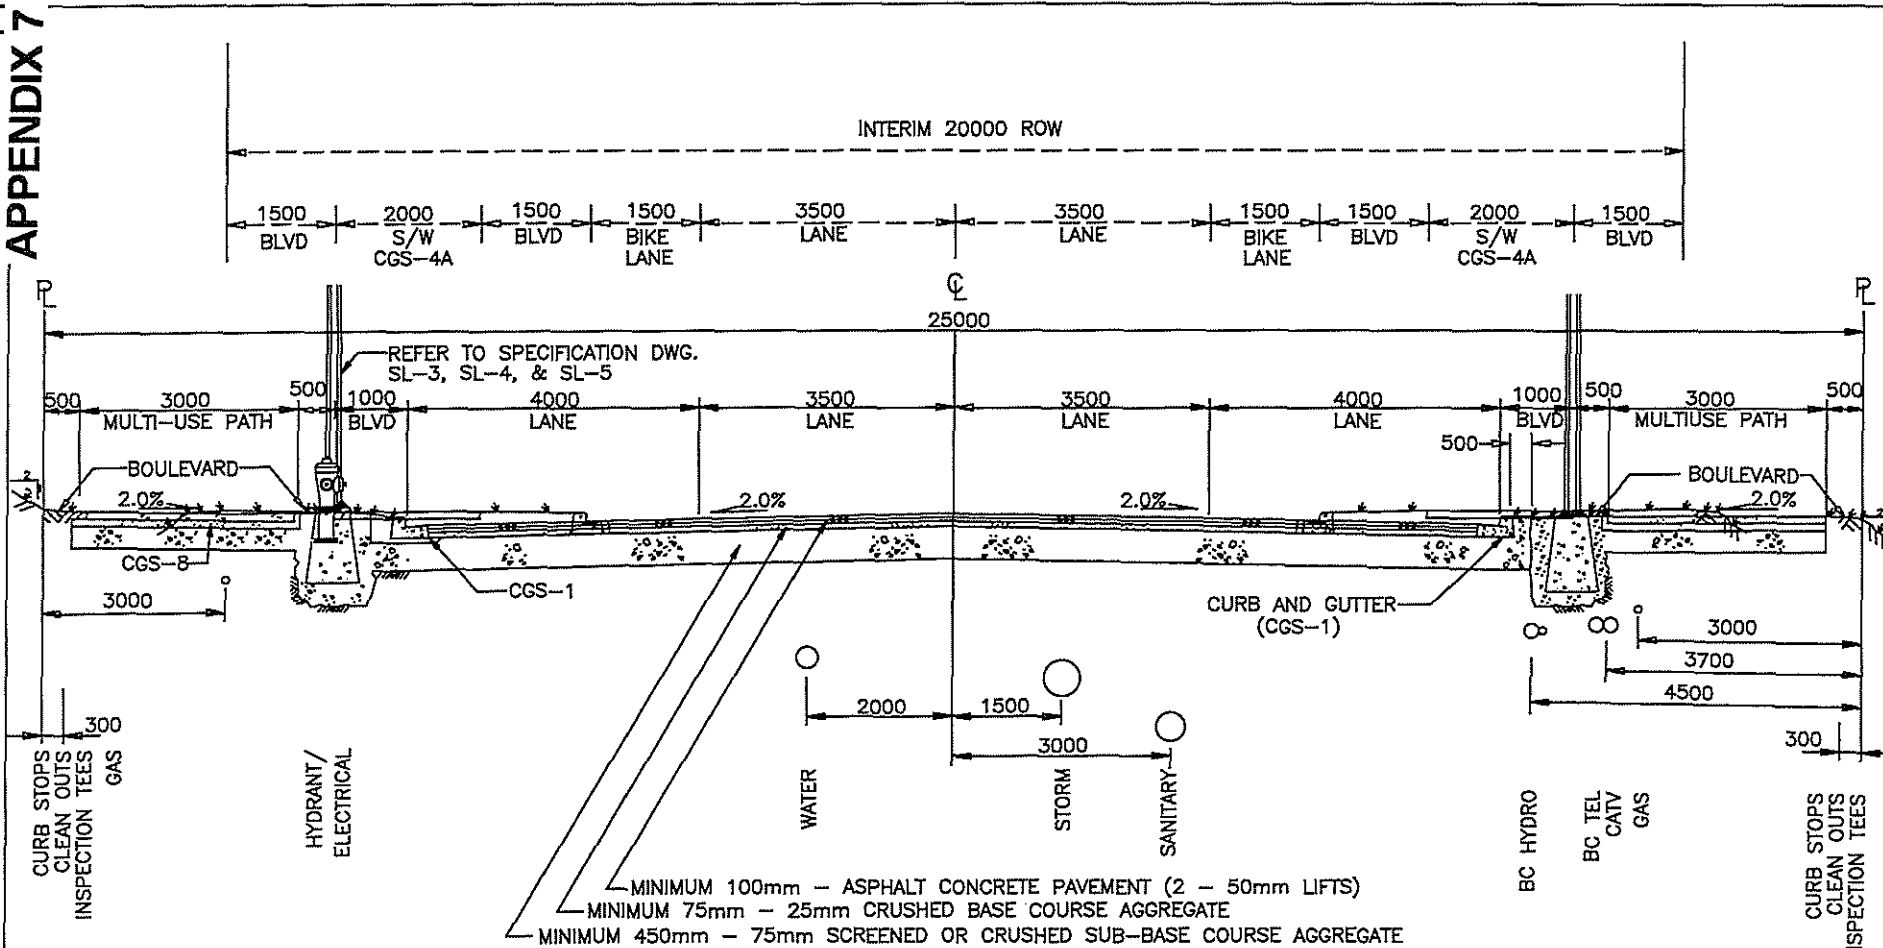 APPENDIX 7
INTERIM 20000 ROW
1500 2000 1500 1500 3500 3500 1500 1500 2000 1500
BLVD S/W BLVD BIKE LANE LANE BIKE BLVD S/W BLVD
CGS-4A LANE LANE CGS-4A
PL CL PL
25000
REFER TO SPECIFICATION DWG.
SL-3, SL-4, & SL-5
500 3000 500 1000 4000 3500 3500 4000 1000 500 3000 500
MULTI-USE PATH BLVD LANE LANE LANE LANE BLVD MULTIUSE PATH
500
BOULEVARD BOULEVARD
2 2.0% 2.0% 2.0% 2.0%
CGS-8
CGS-1
3000
CURB AND GUTTER
(CGS-1)
3000
3700
4500
2000 1500
3000
300 300
CURB STOPS
CLEAN OUTS
INSPECTION TEES
GAS
HYDRANT/
ELECTRICAL
WATER
STORM
SANITARY
BC HYDRO
BC TEL
CATV
GAS
CURB STOPS
CLEAN OUTS
INSPECTION TEES
MINIMUM 100mm - ASPHALT CONCRETE PAVEMENT (2 - 50mm LIFTS)
MINIMUM 75mm - 25mm CRUSHED BASE COURSE AGGREGATE
MINIMUM 450mm - 75mm SCREENED OR CRUSHED SUB-BASE COURSE AGGREGATE